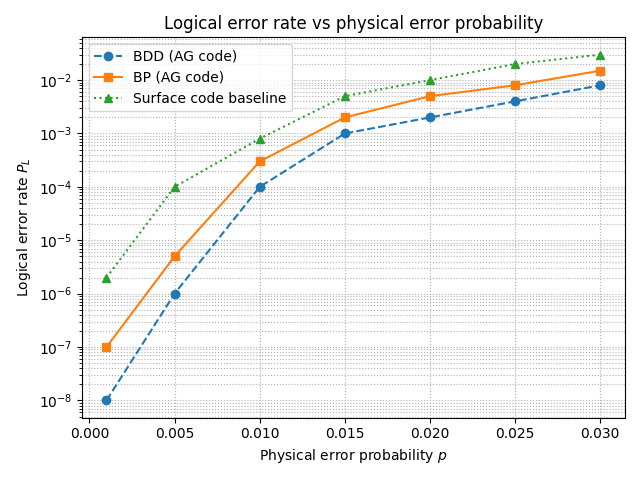 Logical error rate vs physical error probability
BDD (AG code)
BP (AG code)
Surface code baseline
Logical error rate $P_L$
10⁻²
10⁻³
10⁻⁴
10⁻⁵
10⁻⁶
10⁻⁷
10⁻⁸
0.000 0.005 0.010 0.015 0.020 0.025 0.030
Physical error probability p